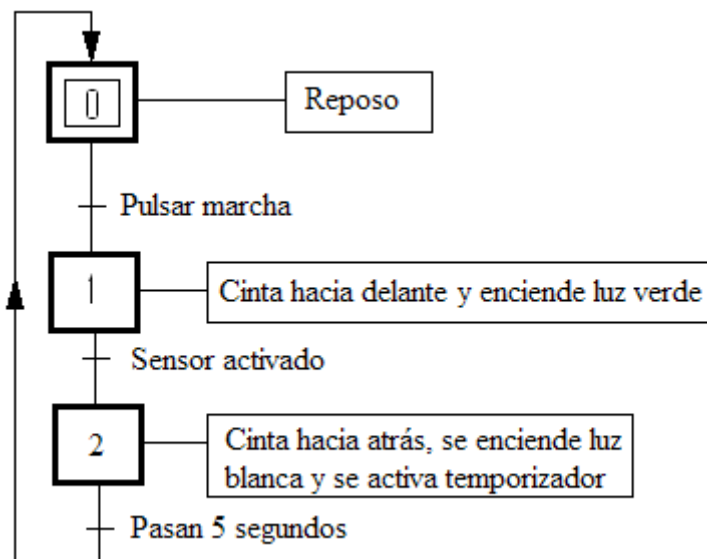 0
Reposo
Pulsar marcha
1
Cinta hacia delante y enciende luz verde
Sensor activado
2
Cinta hacia atrás, se enciende luz
blanca y se activa temporizador
Pasan 5 segundos